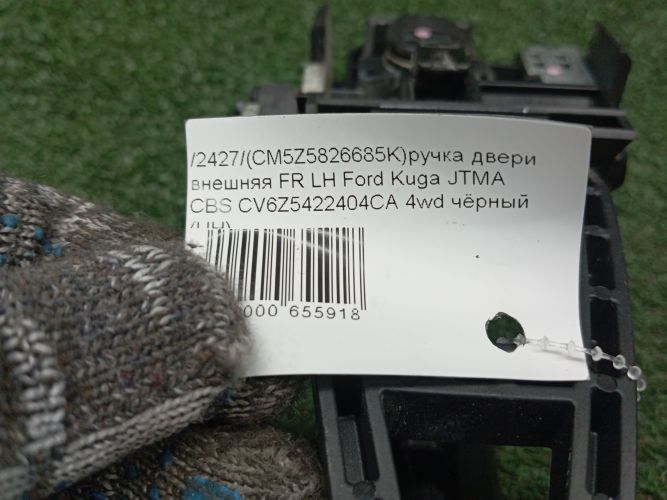 /2427/(CM5Z5826685K)ручка двери
внешняя FR LH Ford Kuga JTMA
CBS CV6Z5422404CA 4wd чёрный
000 655918